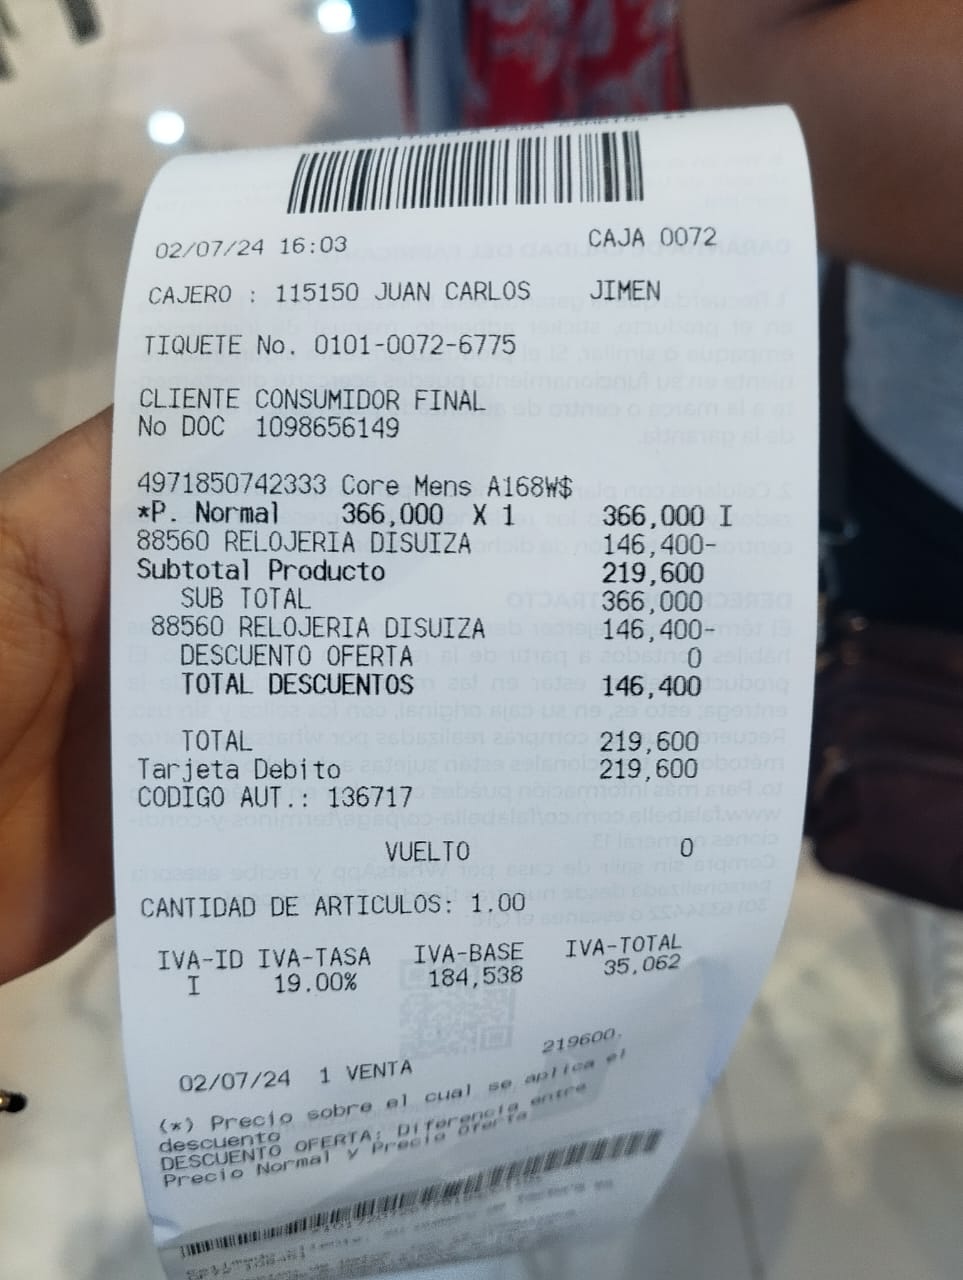 02/07/24 16:03 CAJA 0072
CAJERO : 115150 JUAN CARLOS JIMEN
TIQUETE No. 0101-0072-6775
CLIENTE CONSUMIDOR FINAL
No DOC 1098656149
4971850742333 Core Mens A168W$
*P. Normal 366,000 X 1 366,000 I
88560 RELOJERIA DISUIZA 146,400-
Subtotal Producto 219,600
SUB TOTAL 366,000
88560 RELOJERIA DISUIZA 146,400-
DESCUENTO OFERTA 0
TOTAL DESCUENTOS 146,400
TOTAL 219,600
Tarjeta Debito 219,600
CODIGO AUT.: 136717
VUELTO 0
CANTIDAD DE ARTICULOS: 1.00
IVA-ID IVA-TASA IVA-BASE IVA-TOTAL
I 19.00% 184,538 35,062
02/07/24 1 VENTA 219600.
(*) Precio sobre el cual se aplica el
descuento
DESCUENTO OFERTA: Diferencia entre
Precio Normal y Precio Oferta